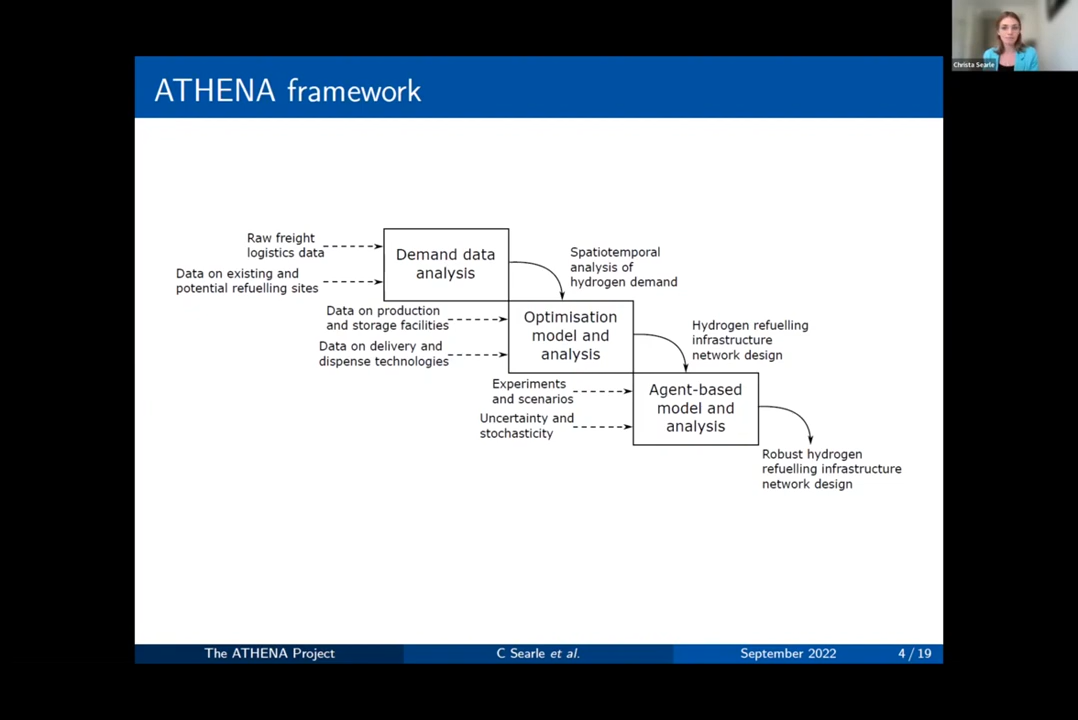 Christa Searle
ATHENA framework
Raw freight
logistics data
Data on existing and
potential refuelling sites
Demand data
analysis
Spatiotemporal
analysis of
hydrogen demand
Data on production
and storage facilities
Data on delivery and
dispense technologies
Optimisation
model and
analysis
Hydrogen refuelling
infrastructure
network design
Experiments
and scenarios
Uncertainty and
stochasticity
Agent-based
model and
analysis
Robust hydrogen
refuelling infrastructure
network design
The ATHENA Project
C Searle et al.
September 2022
4 / 19